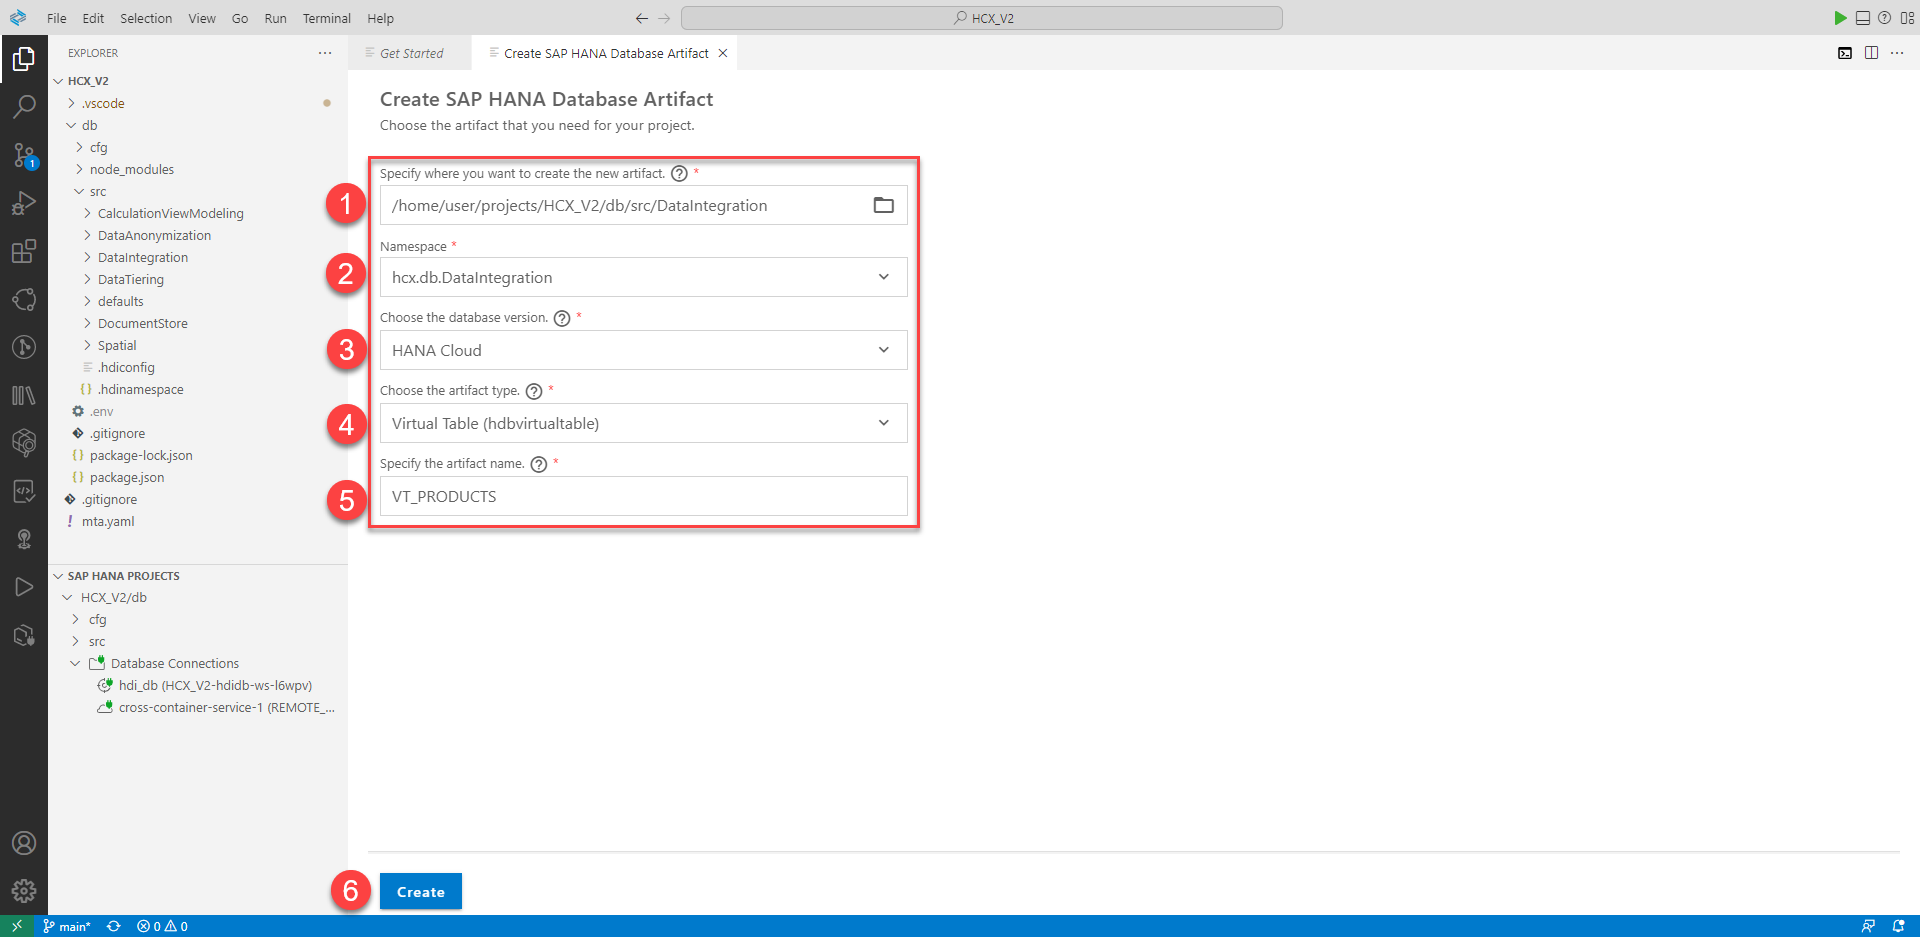 File Edit Selection View Go Run Terminal Help
HCX_V2
EXPLORER
HCX_V2
.vscode
db
cfg
node_modules
src
CalculationViewModeling
DataAnonymization
DataIntegration
DataTiering
defaults
DocumentStore
Spatial
.hdiconfig
{} .hdinamespace
.env
.gitignore
{} package-lock.json
{} package.json
.gitignore
! mta.yaml
1
SAP HANA PROJECTS
HCX_V2/db
cfg
src
Database Connections
hdi_db (HCX_V2-hdidb-ws-l6wpv)
cross-container-service-1 (REMOTE_...
Get Started
Create SAP HANA Database Artifact
Create SAP HANA Database Artifact
Choose the artifact that you need for your project.
Specify where you want to create the new artifact. ? *
1
/home/user/projects/HCX_V2/db/src/DataIntegration
Namespace *
2
hcx.db.DataIntegration
Choose the database version. ? *
3
HANA Cloud
Choose the artifact type. ? *
4
Virtual Table (hdbvirtualtable)
Specify the artifact name. ? *
5
VT_PRODUCTS
6
Create
main* 0 0